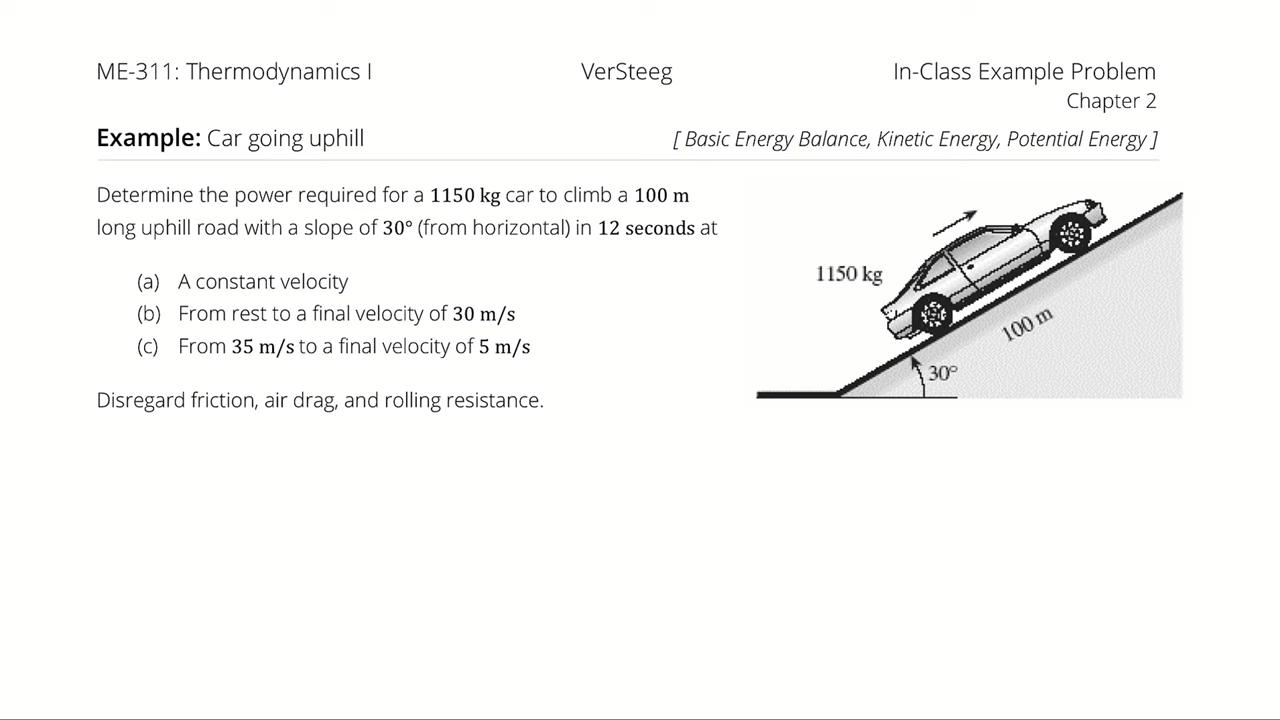 ME-311: Thermodynamics I VerSteeg In-Class Example Problem
Chapter 2
Example: Car going uphill [ Basic Energy Balance, Kinetic Energy, Potential Energy ]
Determine the power required for a 1150 kg car to climb a 100 m
long uphill road with a slope of 30° (from horizontal) in 12 seconds at
(a) A constant velocity
(b) From rest to a final velocity of 30 m/s
(c) From 35 m/s to a final velocity of 5 m/s
Disregard friction, air drag, and rolling resistance.
1150 kg
100 m
30°